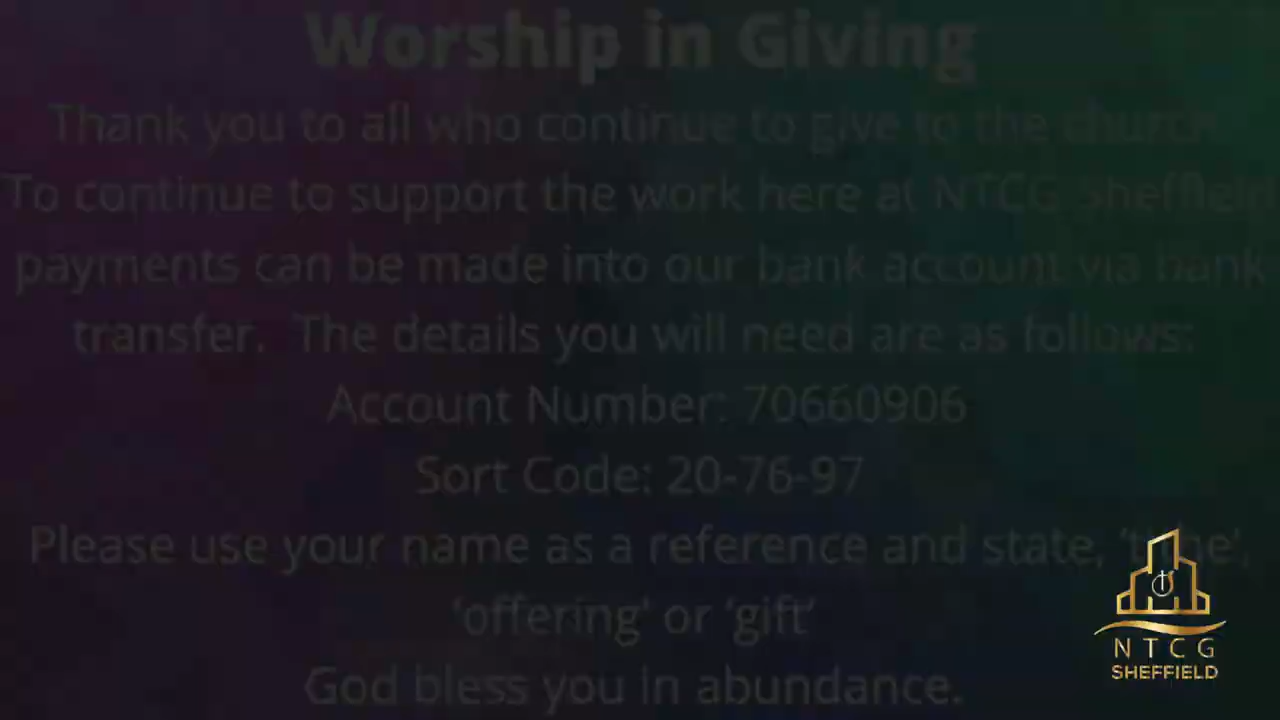 Worship in Giving
Thank you to all who continue to give to the church
To continue to support the work here at NTCG Sheffield
payments can be made into our bank account via bank
transfer. The details you will need are as follows:
Account Number: 70660906
Sort Code: 20-76-97
Please use your name as a reference and state, 'tithe',
'offering' or 'gift'
God bless you in abundance.
NTCG
SHEFFIELD